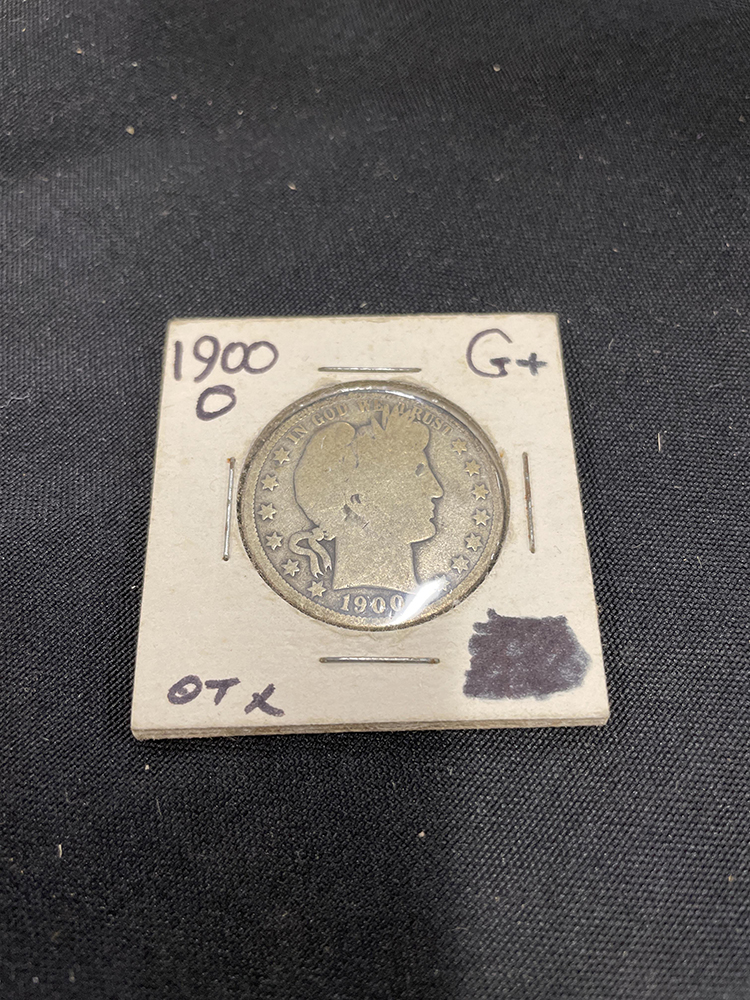 1900 G+
O
IN GOD WE TRUST
1900
OTX